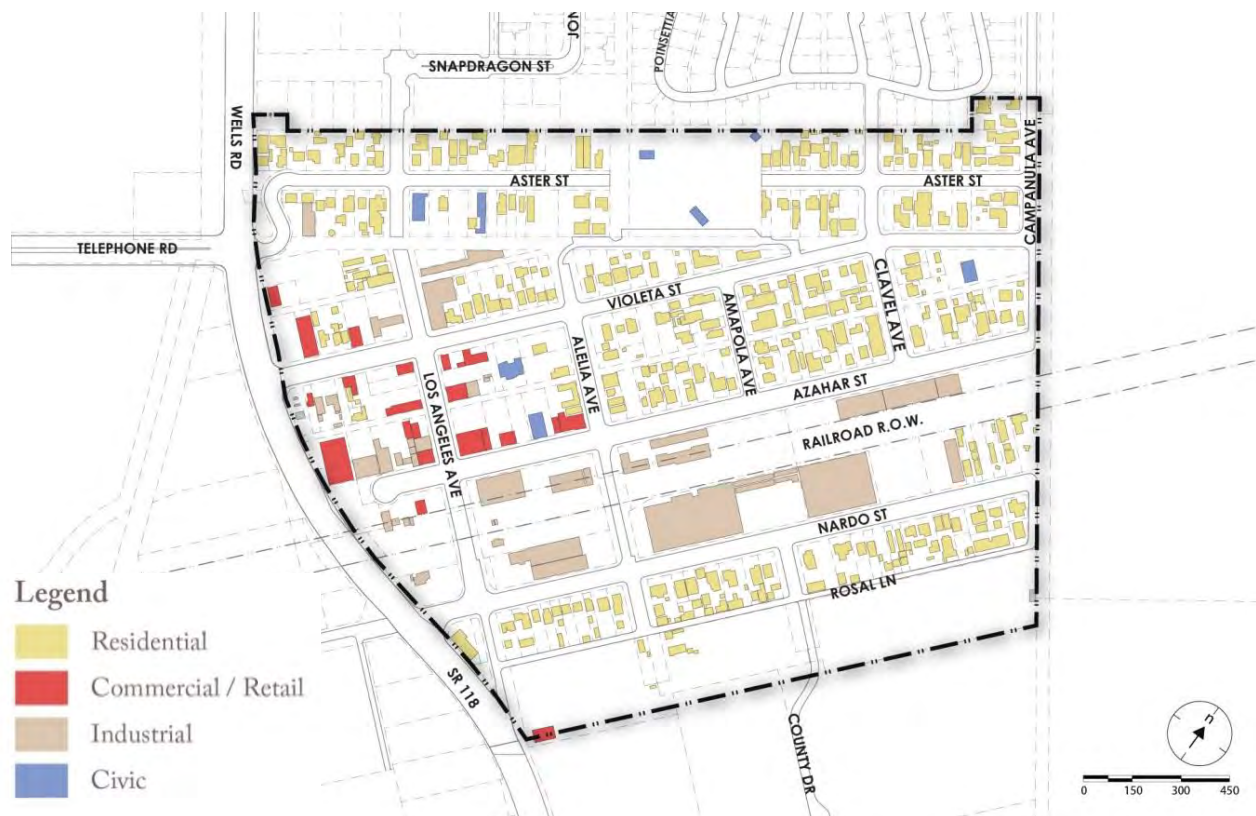 JON
POINSETTIA
SNAPDRAGON ST
WELLS RD
CAMPANULA AVE
ASTER ST
ASTER ST
TELEPHONE RD
VIOLETA ST
CLAVEL AVE
AMAPOLA AVE
ALELIA AVE
LOS ANGELES AVE
AZAHAR ST
RAILROAD R.O.W.
NARDO ST
ROSAL LN
SR 118
COUNTY DR
Legend
Residential
Commercial / Retail
Industrial
Civic
n
0 150 300 450